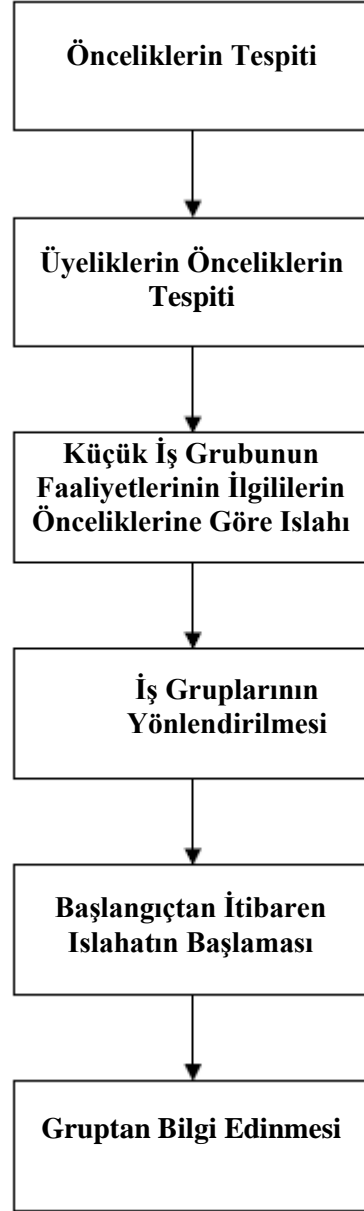 Önceliklerin Tespiti
Üyeliklerin Önceliklerin
Tespiti
Küçük İş Grubunun
Faaliyetlerinin İlgililerin
Önceliklerine Göre Islahı
İş Gruplarının
Yönlendirilmesi
Başlangıçtan İtibaren
Islahatın Başlaması
Gruptan Bilgi Edinmesi